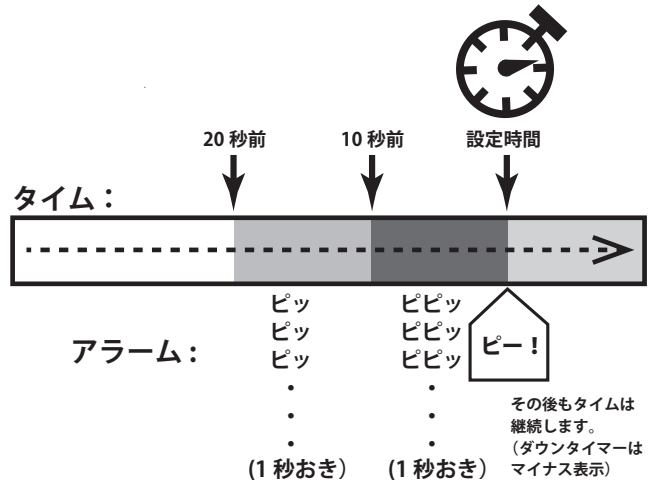 20 秒前
10 秒前
設定時間
タイム：
アラーム：
ピッ
ピッ
ピッ
・
・
・
(1 秒おき）
ピピッ
ピピッ
ピピッ
・
・
・
(1 秒おき）
ピー！
その後もタイムは
継続します。
（ダウンタイマーは
マイナス表示）